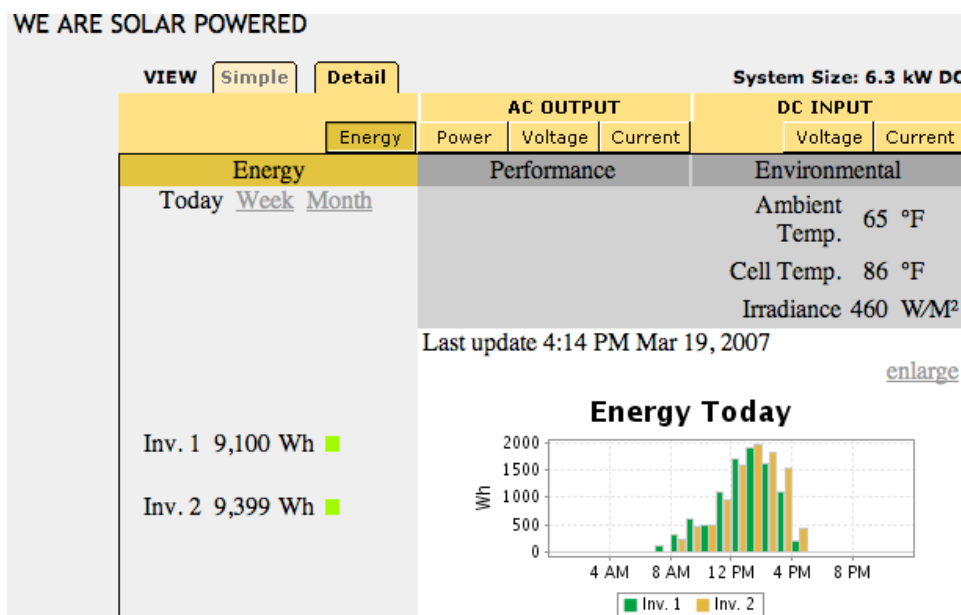 WE ARE SOLAR POWERED
VIEW Simple Detail System Size: 6.3 kW DC
AC OUTPUT DC INPUT
Energy Power Voltage Current Voltage Current
Energy Performance Environmental
Today Week Month
Ambient Temp. 65 °F
Cell Temp. 86 °F
Irradiance 460 W/M²
Last update 4:14 PM Mar 19, 2007
enlarge
Energy Today
Inv. 1 9,100 Wh
Inv. 2 9,399 Wh
Wh
2000
1500
1000
500
0
4 AM 8 AM 12 PM 4 PM 8 PM
Inv. 1 Inv. 2